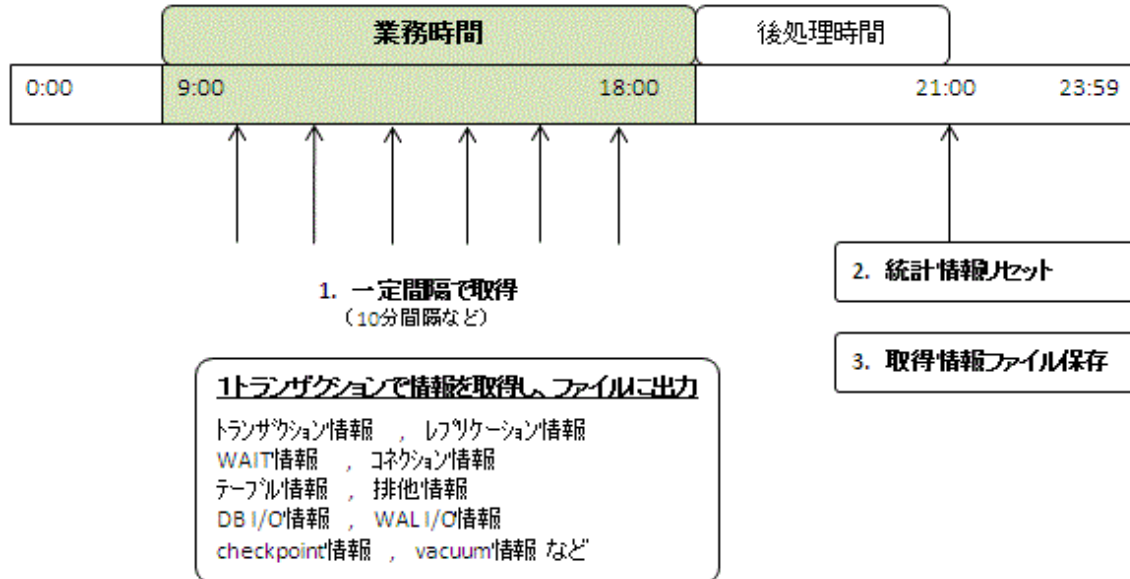 業務時間
後処理時間
0:00 9:00 18:00 21:00 23:59
1. 一定間隔で取得
（10分間隔など）
2. 統計情報リセット
3. 取得情報ファイル保存
1トランザクションで情報を取得し、ファイルに出力
トランザクション情報 , レプリケーション情報
WAIT情報 , コネクション情報
テーブル情報 , 排他情報
DB I/O情報 , WAL I/O情報
checkpoint情報 , vacuum情報 など